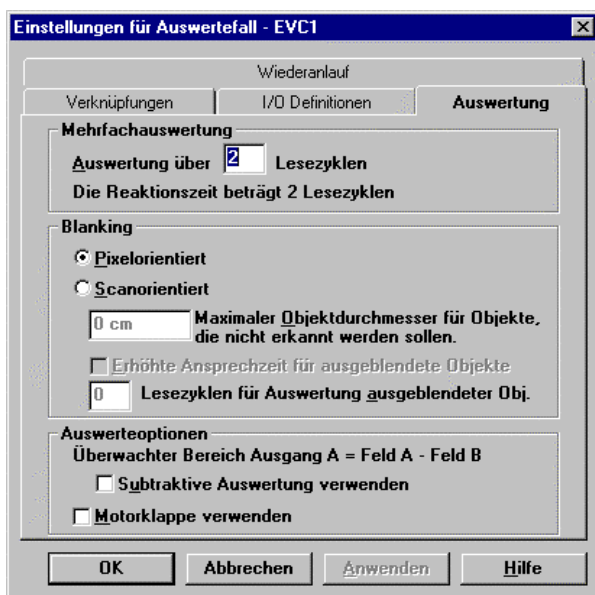 Einstellungen für Auswertefall - EVC1
Wiederanlauf
Verknüpfungen I/O Definitionen Auswertung
Mehrfachauswertung
Auswertung über 2 Lesezyklen
Die Reaktionszeit beträgt 2 Lesezyklen
Blanking
Pixelorientiert
Scanorientiert
0 cm Maximaler Objektdurchmesser für Objekte,
die nicht erkannt werden sollen.
Erhöhte Ansprechzeit für ausgeblendete Objekte
0 Lesezyklen für Auswertung ausgeblendeter Obj.
Auswerteoptionen
Überwachter Bereich Ausgang A = Feld A - Feld B
Subtraktive Auswertung verwenden
Motorklappe verwenden
OK Abbrechen Anwenden Hilfe